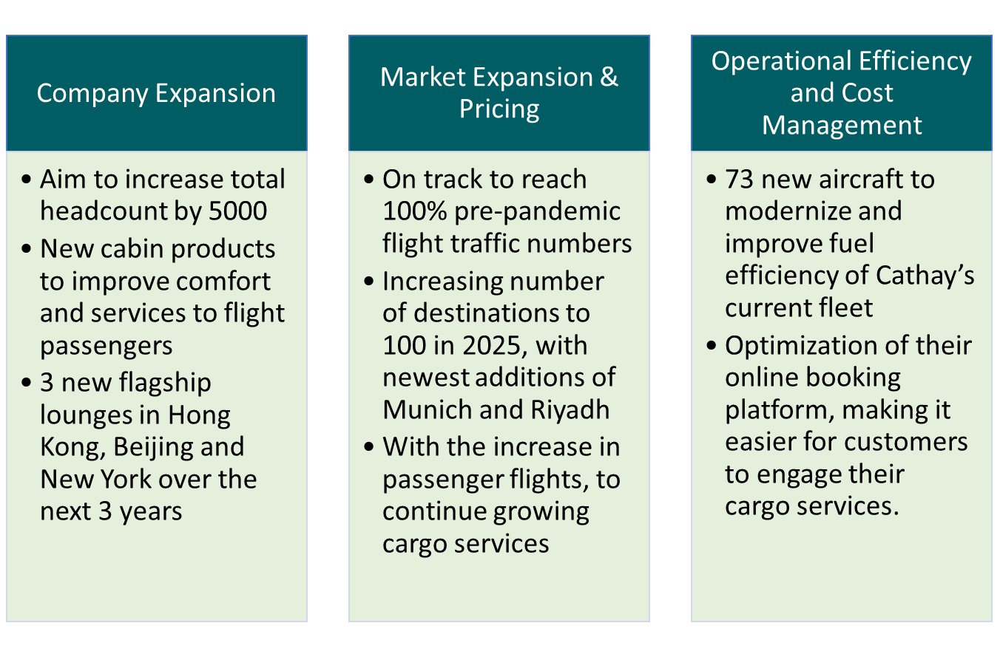 Company Expansion
• Aim to increase total
headcount by 5000
• New cabin products
to improve comfort
and services to flight
passengers
• 3 new flagship
lounges in Hong
Kong, Beijing and
New York over the
next 3 years
Market Expansion &
Pricing
• On track to reach
100% pre-pandemic
flight traffic numbers
• Increasing number
of destinations to
100 in 2025, with
newest additions of
Munich and Riyadh
• With the increase in
passenger flights, to
continue growing
cargo services
Operational Efficiency
and Cost
Management
• 73 new aircraft to
modernize and
improve fuel
efficiency of Cathay’s
current fleet
• Optimization of their
online booking
platform, making it
easier for customers
to engage their
cargo services.